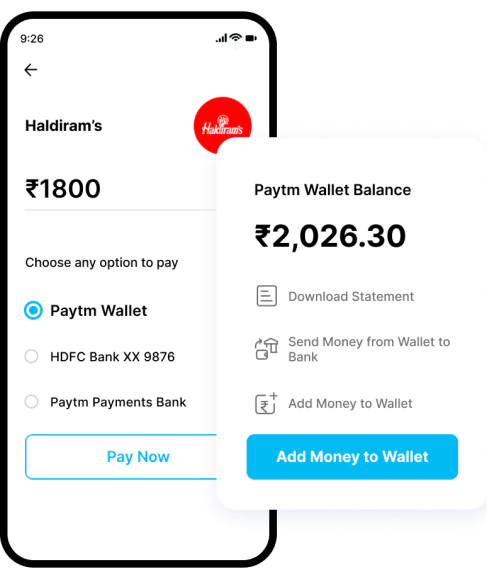 9:26
Haldiram's
Haldiram's
₹1800
Choose any option to pay
Paytm Wallet
HDFC Bank XX 9876
Paytm Payments Bank
Pay Now
Paytm Wallet Balance
₹2,026.30
Download Statement
Send Money from Wallet to
Bank
Add Money to Wallet
Add Money to Wallet